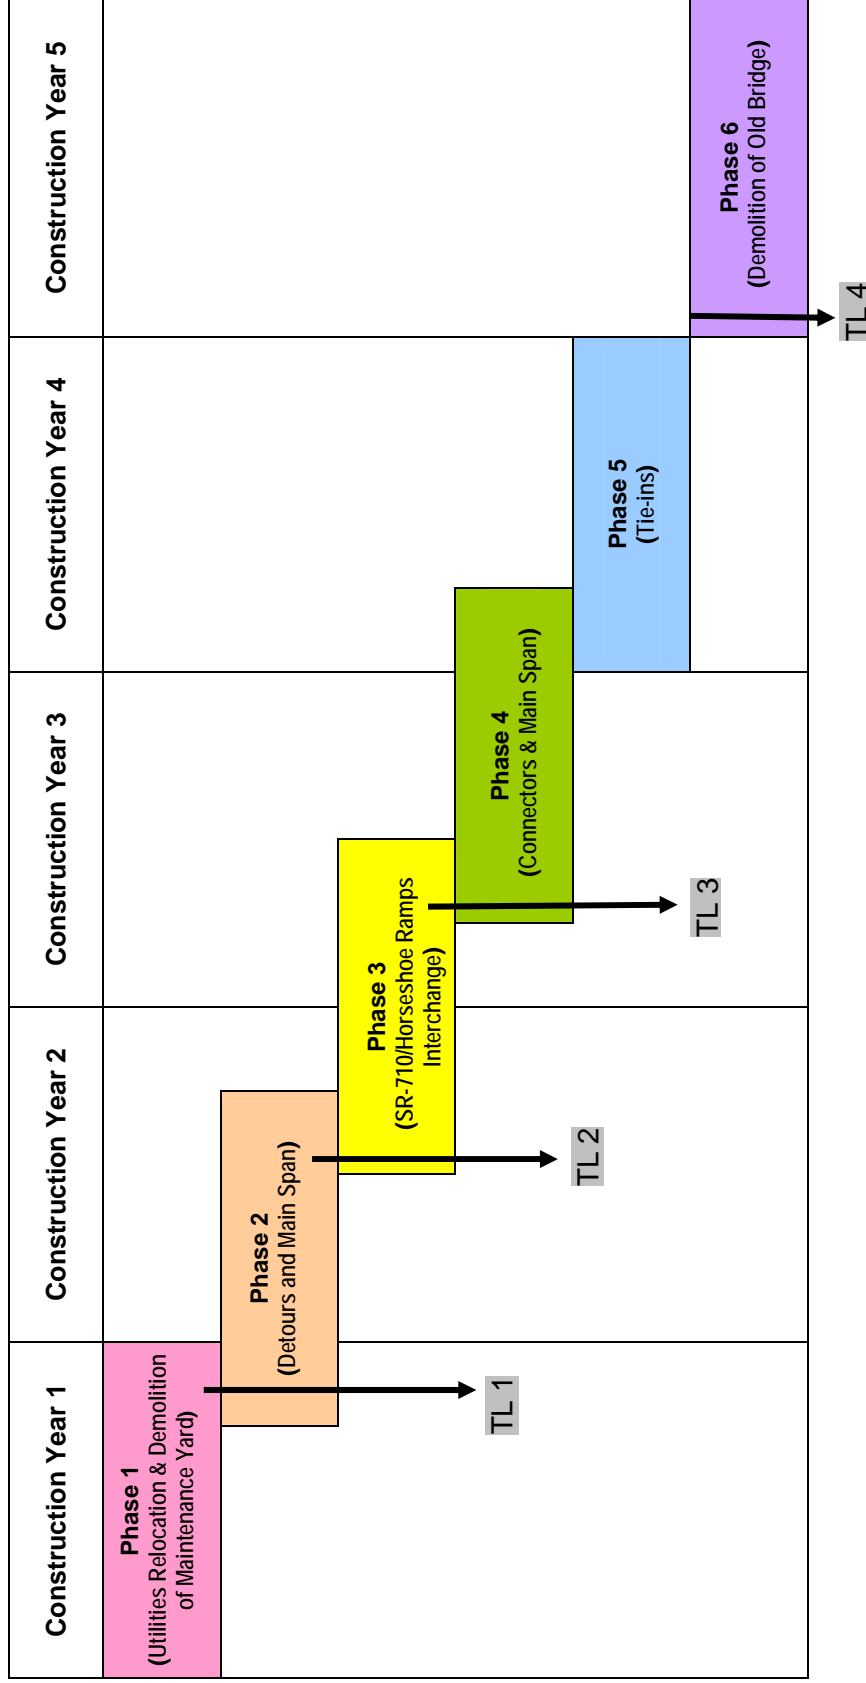 Construction Year 1
Construction Year 2
Construction Year 3
Construction Year 4
Construction Year 5
Phase 1
(Utilities Relocation & Demolition
of Maintenance Yard)
Phase 2
(Detours and Main Span)
Phase 3
(SR-710/Horseshoe Ramps
Interchange)
Phase 4
(Connectors & Main Span)
Phase 5
(Tie-ins)
Phase 6
(Demolition of Old Bridge)
TL 1
TL 2
TL 3
TL 4